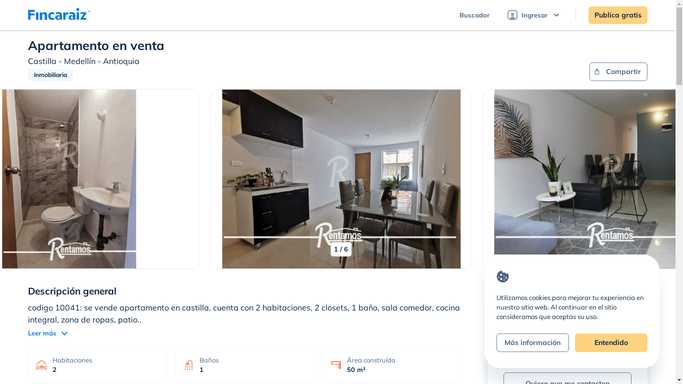 Fincaraiz
Buscador
Ingresar
Publica gratis
Apartamento en venta
Castilla - Medellín - Antioquia
Inmobiliaria
Compartir
Rentamos
Rentamos
Rentamos
1 / 6
Descripción general
codigo 10041: se vende apartamento en castilla, cuenta con 2 habitaciones, 2 closets, 1 baño, sala comedor, cocina
integral, zona de ropas, patio..
Leer más
Habitaciones
2
Baños
1
Área construída
50 m²
Utilizamos cookies para mejorar tu experiencia en
nuestro sitio web. Al continuar en el sitio
consideramos que aceptas su uso.
Más información
Entendido
Quiero que me contacten